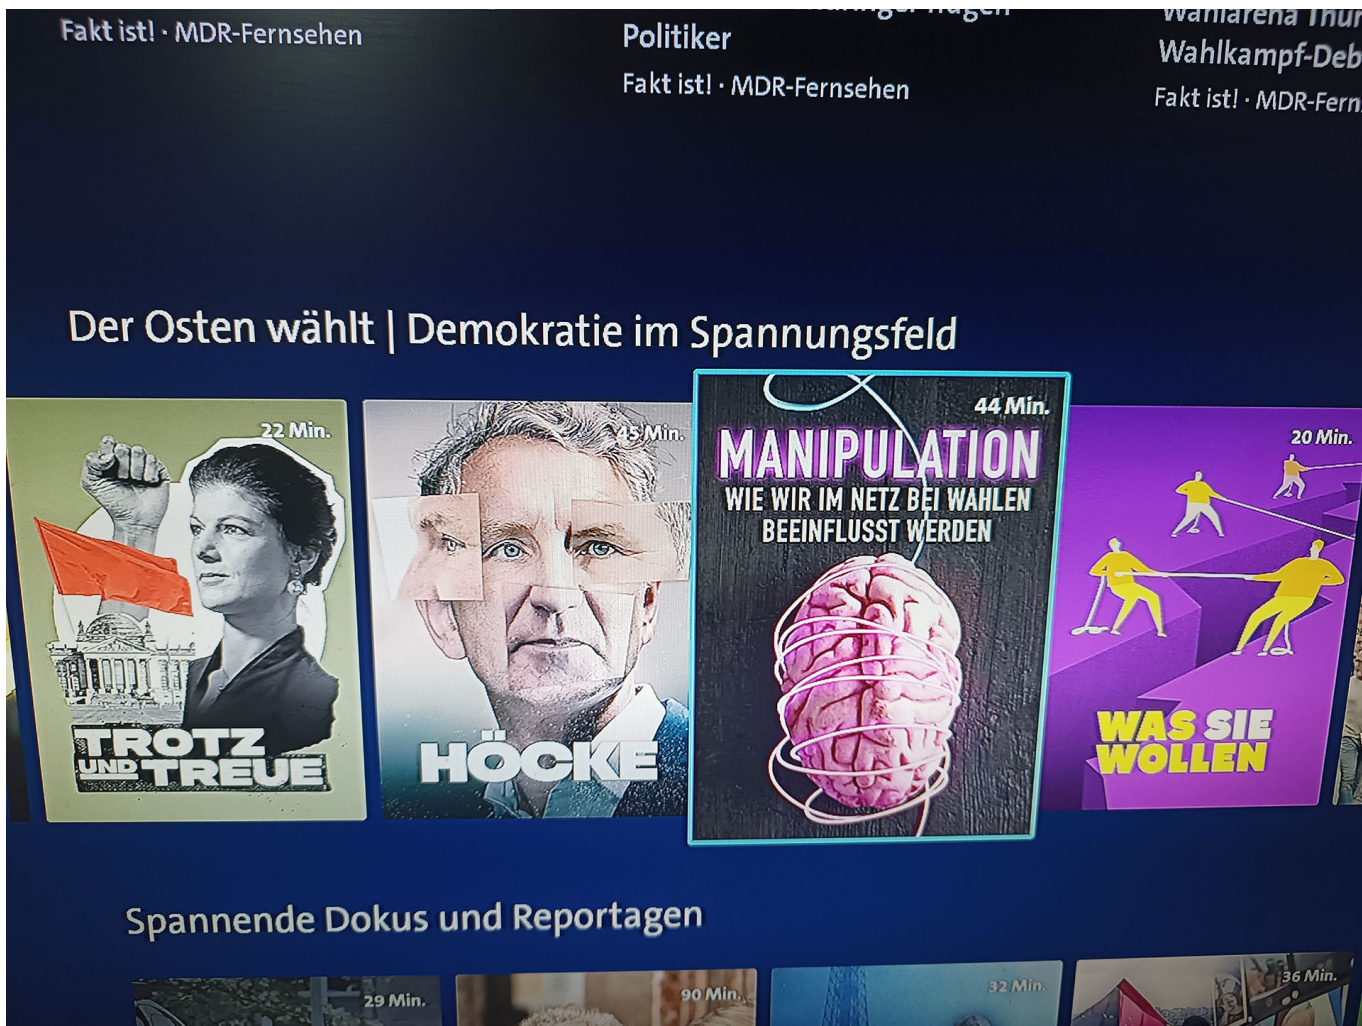 Fakt ist! · MDR-Fernsehen
Politiker
Fakt ist! · MDR-Fernsehen
Wahlarena Thür
Wahlkampf-Deb
Fakt ist! · MDR-Fern
Der Osten wählt | Demokratie im Spannungsfeld
22 Min.
TROTZ
UND TREUE
45 Min.
HÖCKE
44 Min.
MANIPULATION
WIE WIR IM NETZ BEI WAHLEN
BEEINFLUSST WERDEN
20 Min.
WAS SIE
WOLLEN
Spannende Dokus und Reportagen
29 Min.
90 Min.
32 Min.
36 Min.